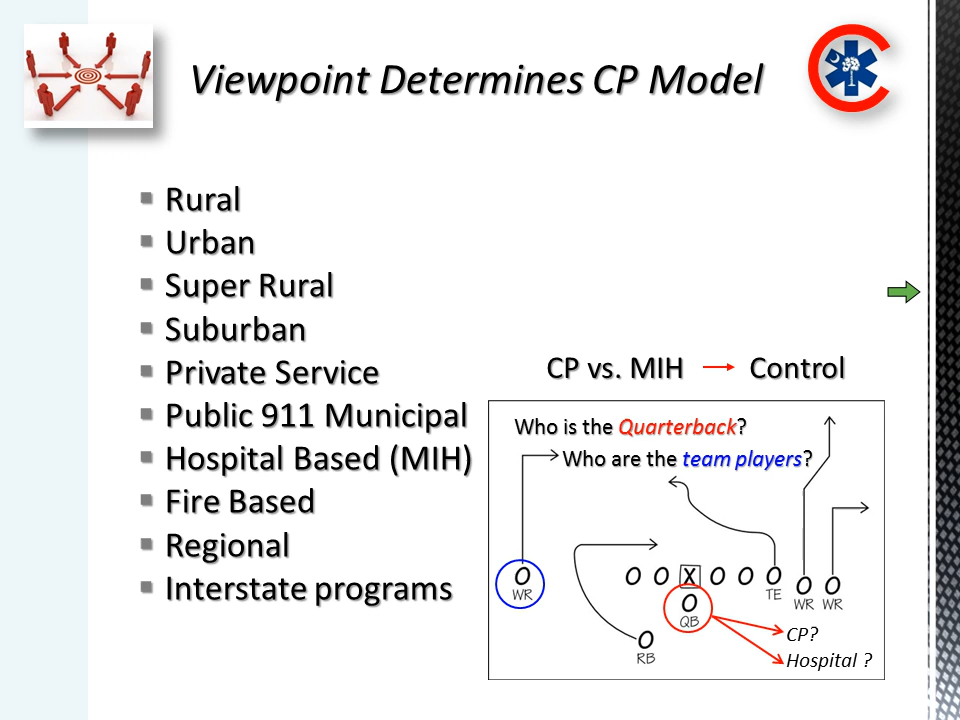 Viewpoint Determines CP Model
Rural
Urban
Super Rural
Suburban
Private Service
Public 911 Municipal
Hospital Based (MIH)
Fire Based
Regional
Interstate programs
CP vs. MIH Control
Who is the Quarterback?
Who are the team players?
O O O X O O O O O
WR TE WR WR
O
QB
O
RB
CP?
Hospital ?